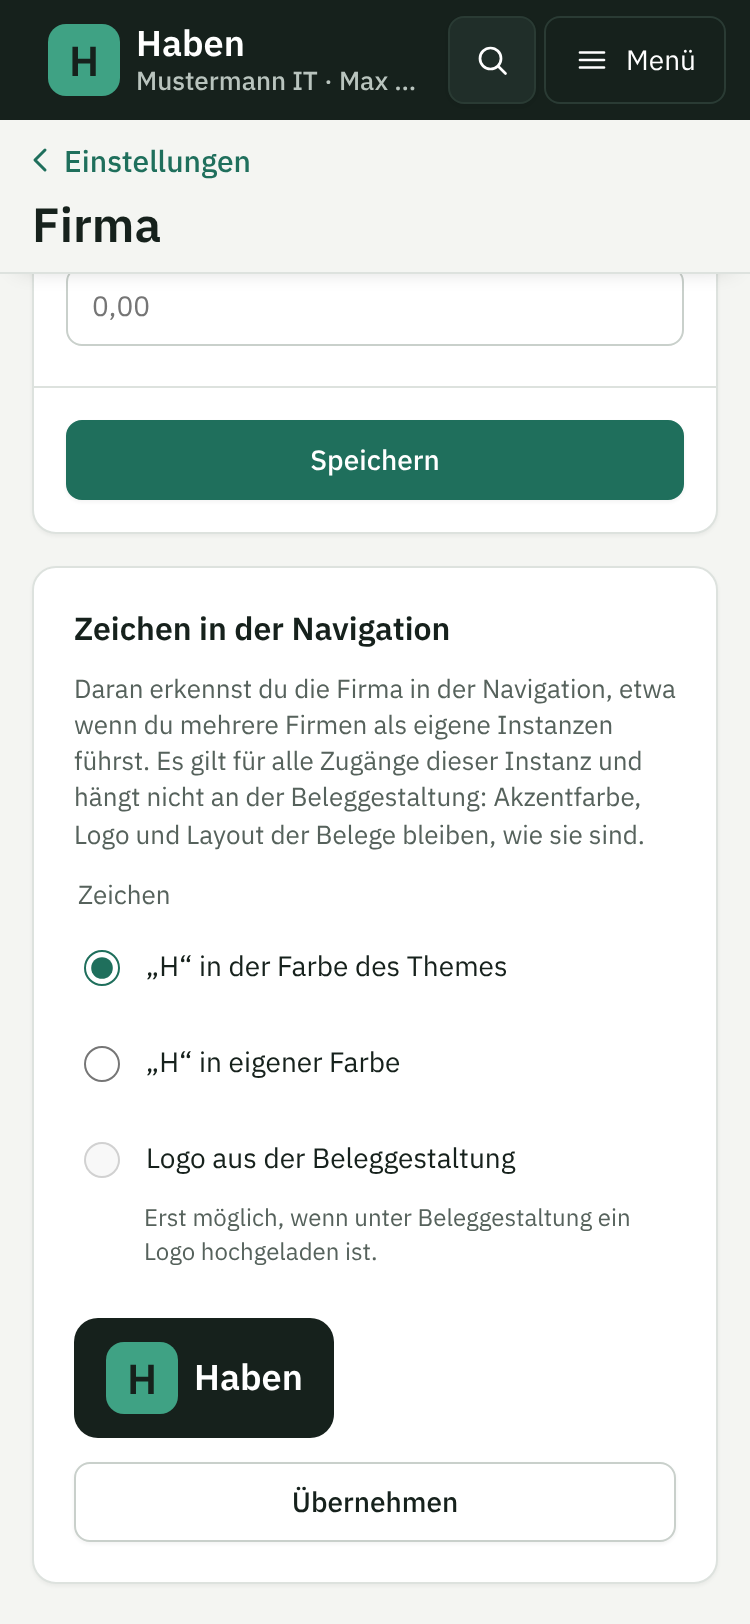 H
Haben
Mustermann IT · Max ...
Menü
Einstellungen
Firma
0,00
Speichern
Zeichen in der Navigation
Daran erkennst du die Firma in der Navigation, etwa
wenn du mehrere Firmen als eigene Instanzen
führst. Es gilt für alle Zugänge dieser Instanz und
hängt nicht an der Beleggestaltung: Akzentfarbe,
Logo und Layout der Belege bleiben, wie sie sind.
Zeichen
„H“ in der Farbe des Themes
„H“ in eigener Farbe
Logo aus der Beleggestaltung
Erst möglich, wenn unter Beleggestaltung ein
Logo hochgeladen ist.
H Haben
Übernehmen